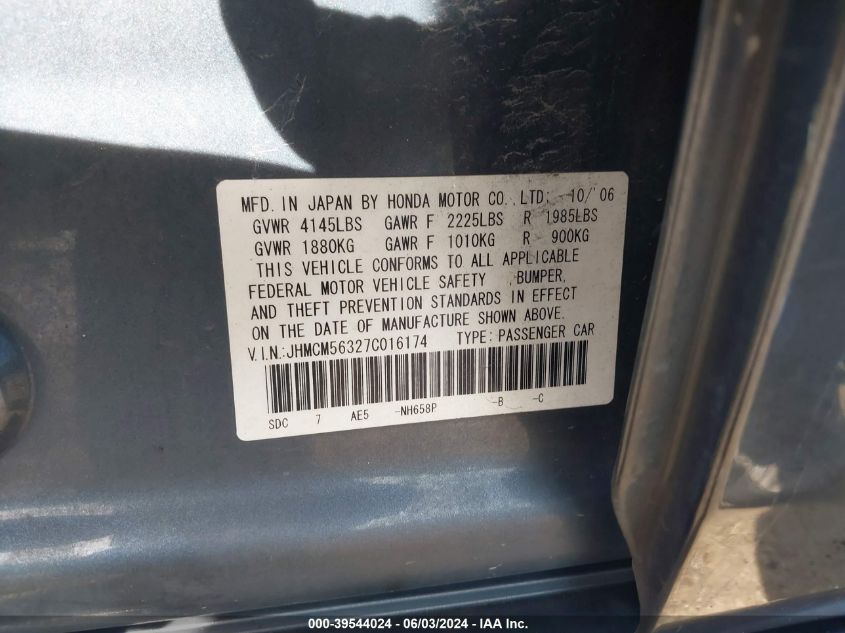 MFD. IN JAPAN BY HONDA MOTOR CO., LTD. 10/'06
GVWR 4145LBS GAWR F 2225LBS R 1985LBS
GVWR 1880KG GAWR F 1010KG R 900KG
THIS VEHICLE CONFORMS TO ALL APPLICABLE
FEDERAL MOTOR VEHICLE SAFETY ,BUMPER,
AND THEFT PREVENTION STANDARDS IN EFFECT
ON THE DATE OF MANUFACTURE SHOWN ABOVE.
V.I.N.:JHMCM56327C016174 TYPE: PASSENGER CAR
SDC 7 AE5 -NH658P -B -C
000-39544024 - 06/03/2024 - IAA Inc.